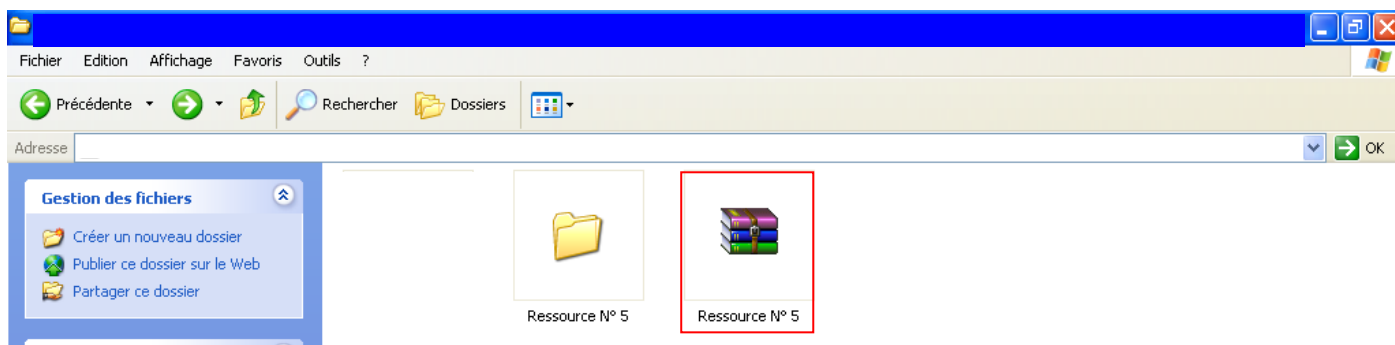 Fichier Edition Affichage Favoris Outils ?
Précédente Rechercher Dossiers
Adresse OK
Gestion des fichiers
Créer un nouveau dossier
Publier ce dossier sur le Web
Partager ce dossier
Ressource N° 5 Ressource N° 5